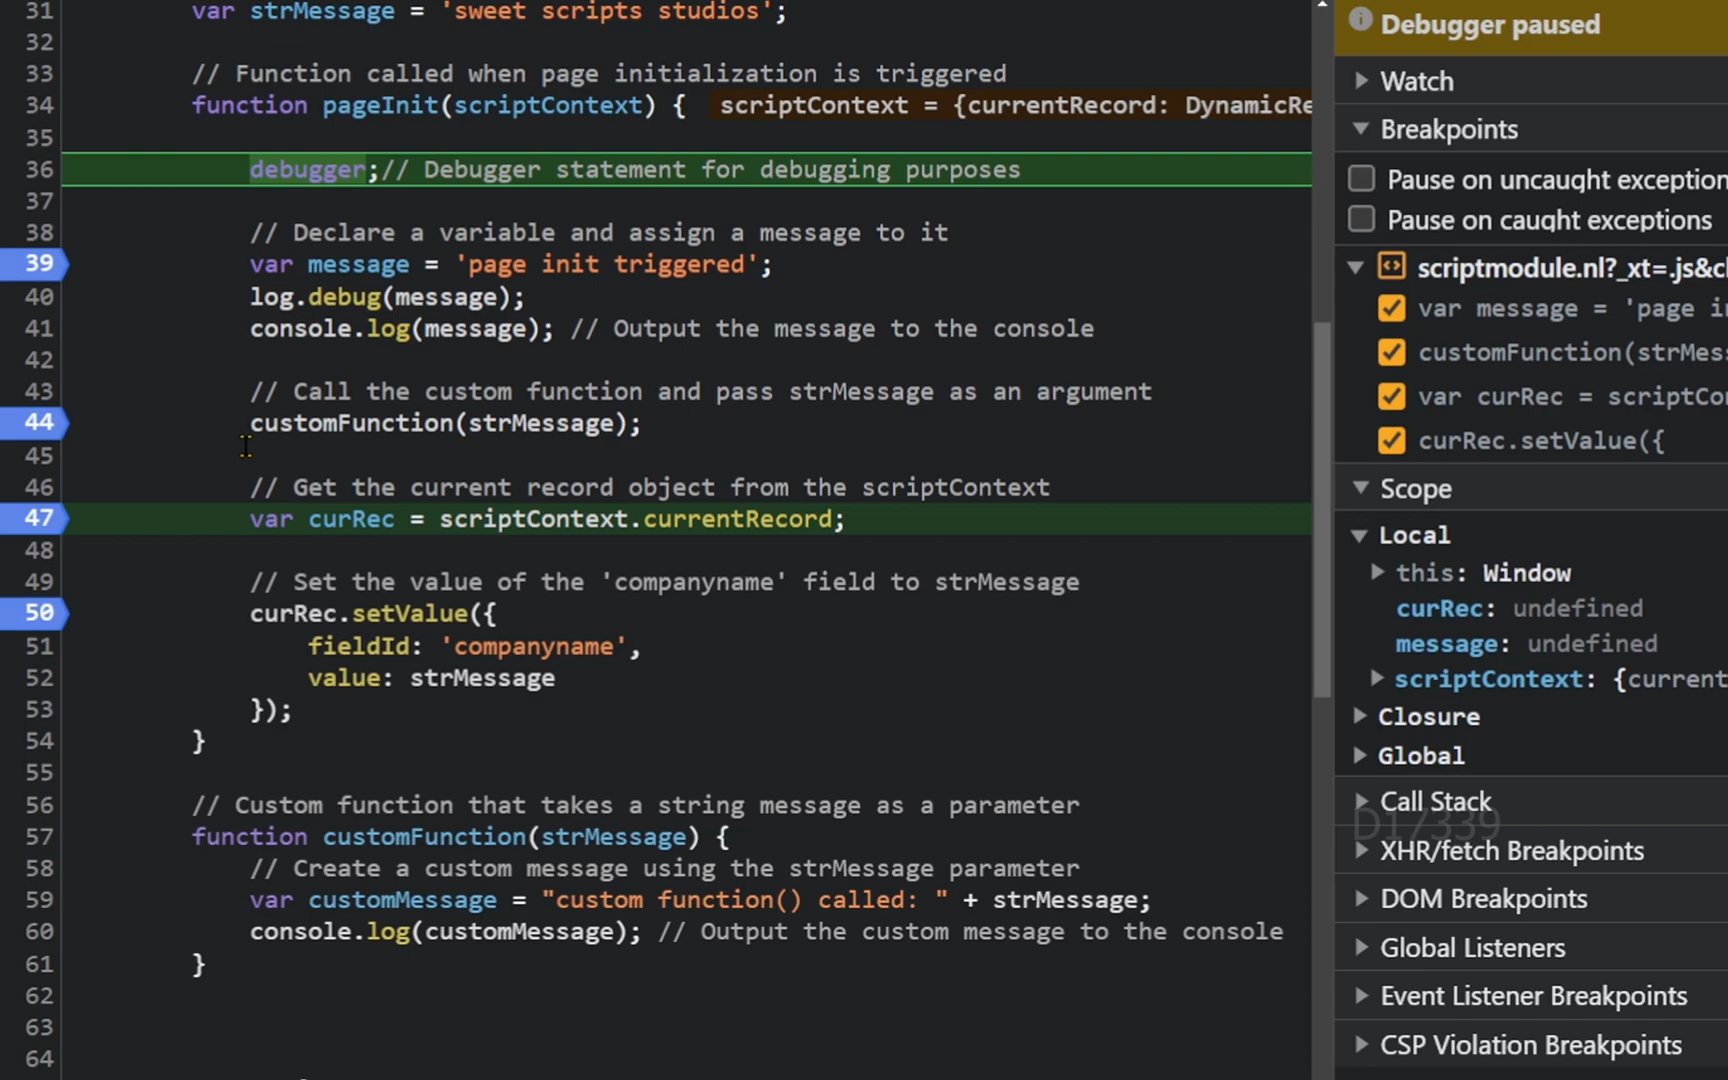 31 var strMessage = 'sweet scripts studios';
32
33 // Function called when page initialization is triggered
34 function pageInit(scriptContext) { scriptContext = {currentRecord: DynamicRe
35
36 debugger;// Debugger statement for debugging purposes
37
38 // Declare a variable and assign a message to it
39 var message = 'page init triggered';
40 log.debug(message);
41 console.log(message); // Output the message to the console
42
43 // Call the custom function and pass strMessage as an argument
44 customFunction(strMessage);
45
46 // Get the current record object from the scriptContext
47 var curRec = scriptContext.currentRecord;
48
49 // Set the value of the 'companyname' field to strMessage
50 curRec.setValue({
51 fieldId: 'companyname',
52 value: strMessage
53 });
54 }
55
56 // Custom function that takes a string message as a parameter
57 function customFunction(strMessage) {
58 // Create a custom message using the strMessage parameter
59 var customMessage = "custom function() called: " + strMessage;
60 console.log(customMessage); // Output the custom message to the console
61 }
62
63
64
Debugger paused
Watch
Breakpoints
Pause on uncaught exception
Pause on caught exceptions
scriptmodule.nl?_xt=.js&c
var message = 'page i
customFunction(strMes
var curRec = scriptCo
curRec.setValue({
Scope
Local
this: Window
curRec: undefined
message: undefined
scriptContext: {current
Closure
Global
Call Stack
D17339
XHR/fetch Breakpoints
DOM Breakpoints
Global Listeners
Event Listener Breakpoints
CSP Violation Breakpoints